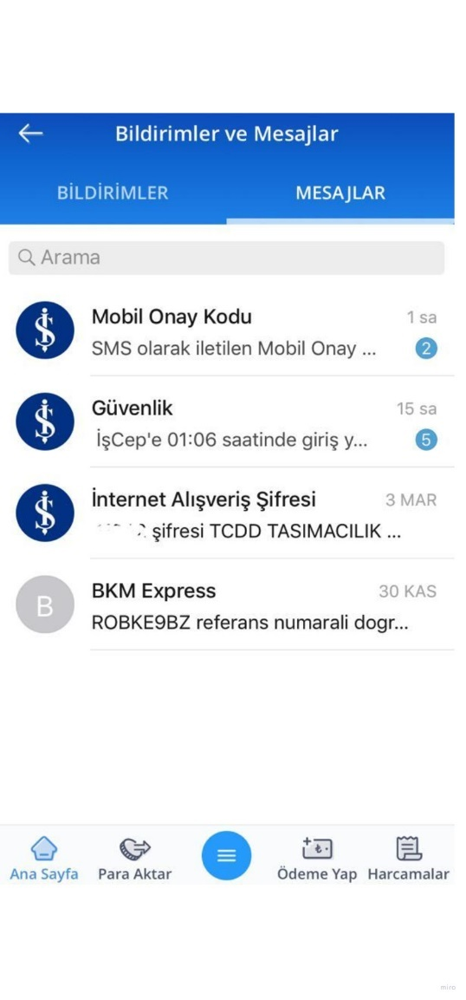 Bildirimler ve Mesajlar
BİLDİRİMLER
MESAJLAR
Arama
Mobil Onay Kodu
1 sa
SMS olarak iletilen Mobil Onay ...
2
Güvenlik
15 sa
İşCep'e 01:06 saatinde giriş y...
5
İnternet Alışveriş Şifresi
3 MAR
şifresi TCDD TASIMACILIK ...
B
BKM Express
30 KAS
ROBKE9BZ referans numarali dogr...
Ana Sayfa
Para Aktar
Ödeme Yap
Harcamalar
miro